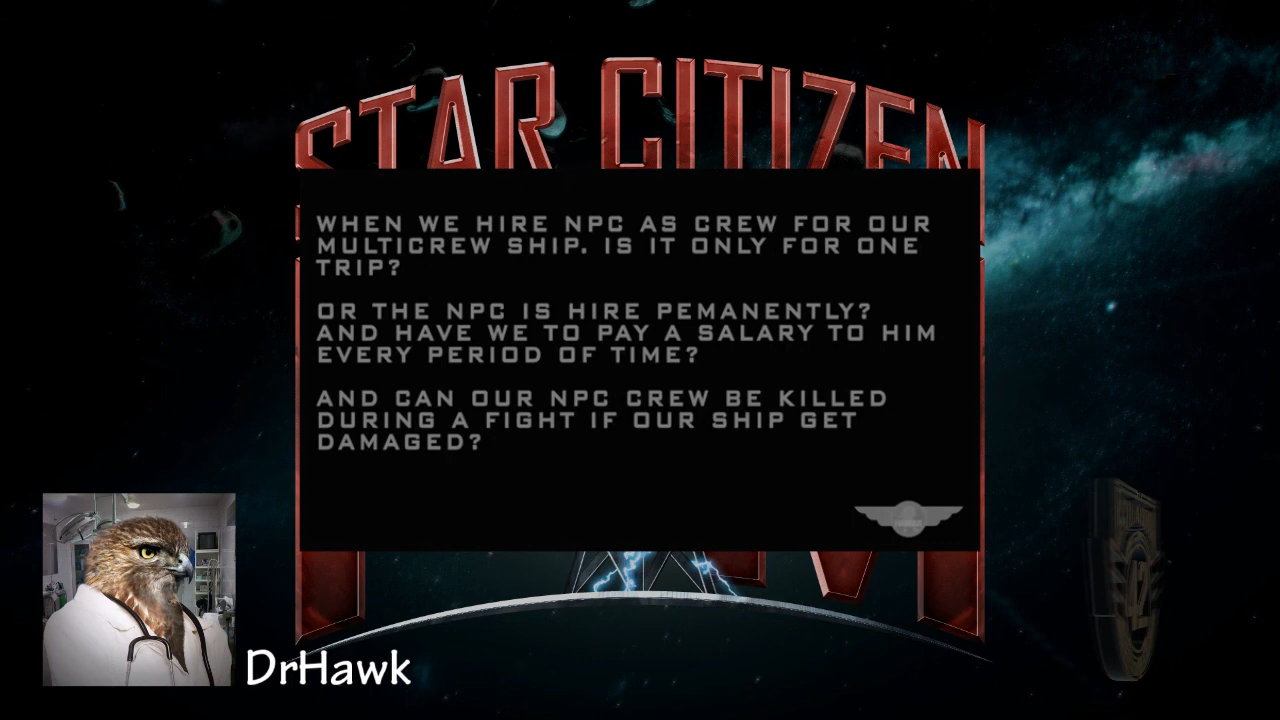 STAR CITIZEN
WHEN WE HIRE NPC AS CREW FOR OUR
MULTICREW SHIP. IS IT ONLY FOR ONE
TRIP?
OR THE NPC IS HIRE PEMANENTLY?
AND HAVE WE TO PAY A SALARY TO HIM
EVERY PERIOD OF TIME?
AND CAN OUR NPC CREW BE KILLED
DURING A FIGHT IF OUR SHIP GET
DAMAGED?
DrHawk